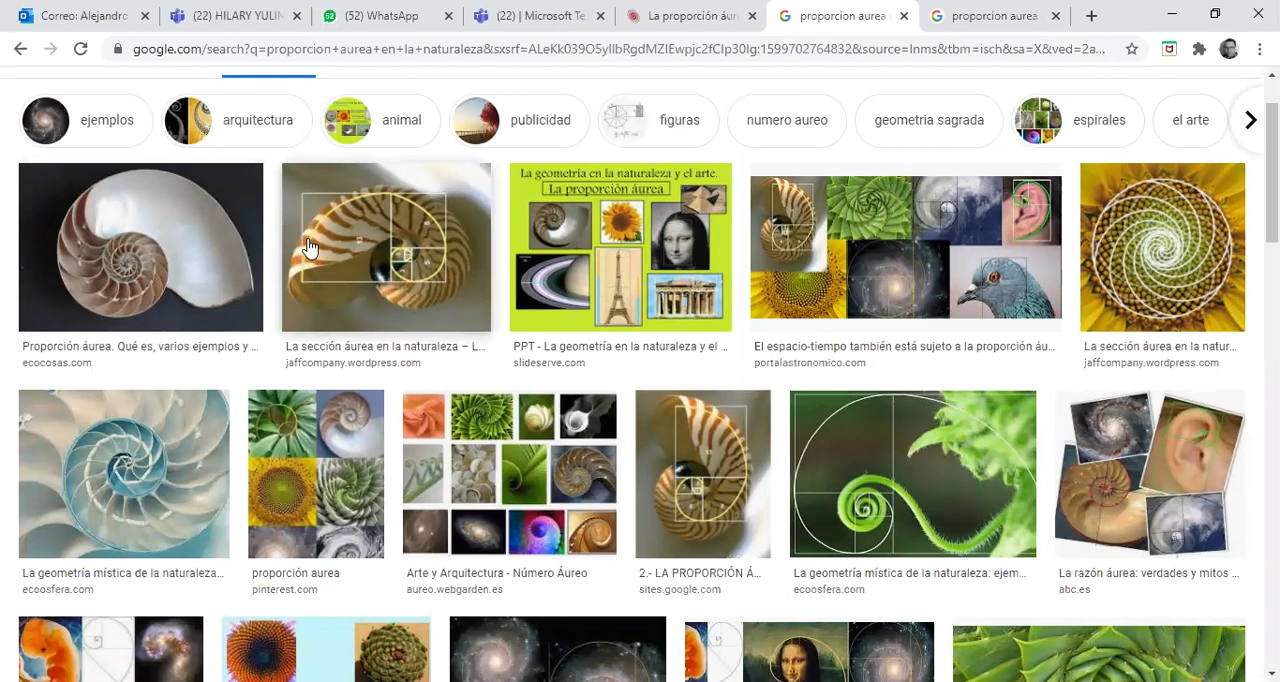 Correo: Alejandro
(22) HILARY YULIN
(52) WhatsApp
(22) | Microsoft Te
La proporción áur
proporcion aurea
proporcion aurea
google.com/search?q=proporcion+aurea+en+la+naturaleza&sxsrf=ALeKk039O5yIlbRgdMZIEwpjc2fClp30Ig:1599702764832&source=lnms&tbm=isch&sa=X&ved=2a...
ejemplos
arquitectura
animal
publicidad
figuras
numero aureo
geometria sagrada
espirales
el arte
La geometría en la naturaleza y el arte.
La proporción áurea
Proporción áurea. Qué es, varios ejemplos y ...
ecocosas.com
La sección áurea en la naturaleza – L...
jaffcompany.wordpress.com
PPT - La geometría en la naturaleza y el ...
slideserve.com
El espacio-tiempo también está sujeto a la proporción áu...
portalastronomico.com
La sección áurea en la natur...
jaffcompany.wordpress.com
La geometría mística de la naturaleza...
ecoosfera.com
proporción aurea
pinterest.com
Arte y Arquitectura - Número Áureo
aureo.webgarden.es
2.- LA PROPORCIÓN Á...
sites.google.com
La geometría mística de la naturaleza: ejem...
ecoosfera.com
La razón áurea: verdades y mitos ...
abc.es